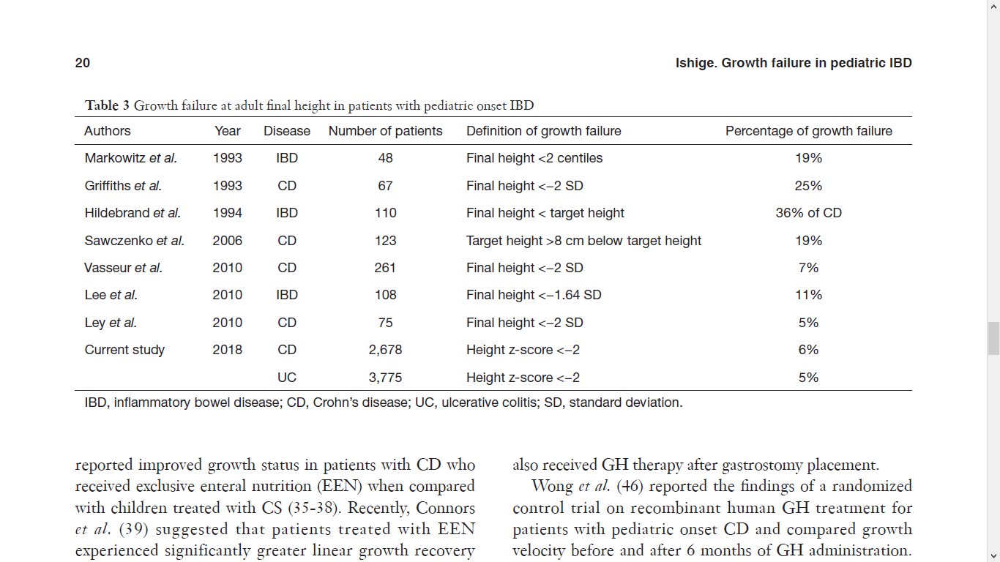 20 Ishige. Growth failure in pediatric IBD
Table 3 Growth failure at adult final height in patients with pediatric onset IBD
Authors Year Disease Number of patients Definition of growth failure Percentage of growth failure
Markowitz et al. 1993 IBD 48 Final height <2 centiles 19%
Griffiths et al. 1993 CD 67 Final height <−2 SD 25%
Hildebrand et al. 1994 IBD 110 Final height < target height 36% of CD
Sawczenko et al. 2006 CD 123 Target height >8 cm below target height 19%
Vasseur et al. 2010 CD 261 Final height <−2 SD 7%
Lee et al. 2010 IBD 108 Final height <−1.64 SD 11%
Ley et al. 2010 CD 75 Final height <−2 SD 5%
Current study 2018 CD 2,678 Height z-score <−2 6%
UC 3,775 Height z-score <−2 5%
IBD, inflammatory bowel disease; CD, Crohn’s disease; UC, ulcerative colitis; SD, standard deviation.
reported improved growth status in patients with CD who
received exclusive enteral nutrition (EEN) when compared
with children treated with CS (35-38). Recently, Connors
et al. (39) suggested that patients treated with EEN
experienced significantly greater linear growth recovery
also received GH therapy after gastrostomy placement.
Wong et al. (46) reported the findings of a randomized
control trial on recombinant human GH treatment for
patients with pediatric onset CD and compared growth
velocity before and after 6 months of GH administration.